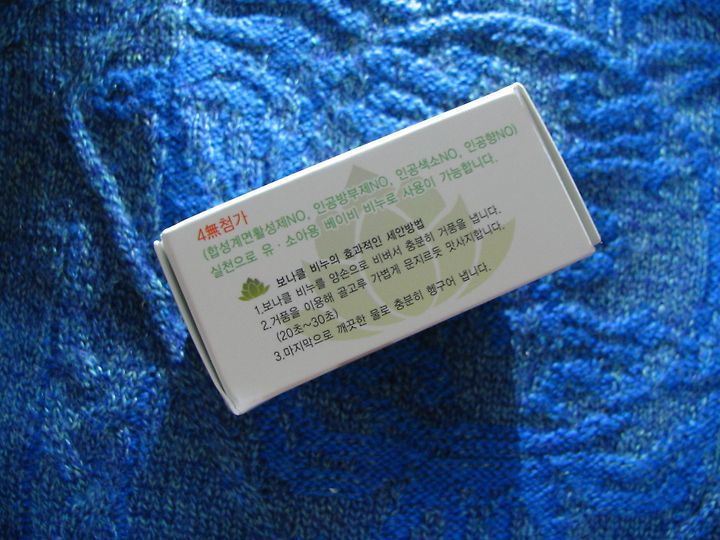 4無첨가
(합성계면활성제NO, 인공방부제NO, 인공색소NO, 인공향NO)
실천으로 유·소아용 베이비 비누로 사용이 가능합니다.
보나클 비누의 효과적인 세안방법
1.보나클 비누를 양손으로 비벼서 충분히 거품을 냅니다.
2.거품을 이용해 골고루 가볍게 문지르듯 맛사지합니다.
(20초~30초)
3.마지막으로 깨끗한 물로 충분히 헹구어 냅니다.